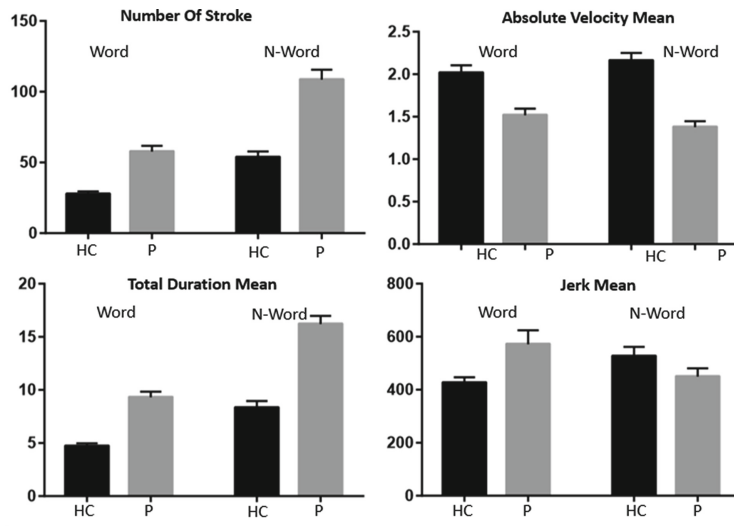 Number Of Stroke
Word
N-Word
150
100
50
0
HC
P
HC
P
Absolute Velocity Mean
Word
N-Word
2.5
2.0
1.5
1.0
0.5
0.0
HC
P
HC
P
Total Duration Mean
Word
N-Word
20
15
10
5
0
HC
P
HC
P
Jerk Mean
Word
N-Word
800
600
400
200
0
HC
P
HC
P